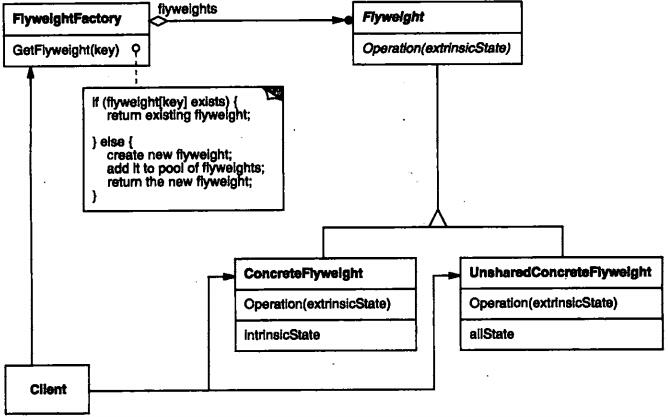 FlyweightFactory
flyweights
Flyweight
GetFlyweight(key)
Operation(extrinsicState)
if (flyweight[key] exists) {
return existing flyweight;
} else {
create new flyweight;
add it to pool of flyweights;
return the new flyweight;
}
ConcreteFlyweight
Operation(extrinsicState)
intrinsicState
UnsharedConcreteFlyweight
Operation(extrinsicState)
allState
Client